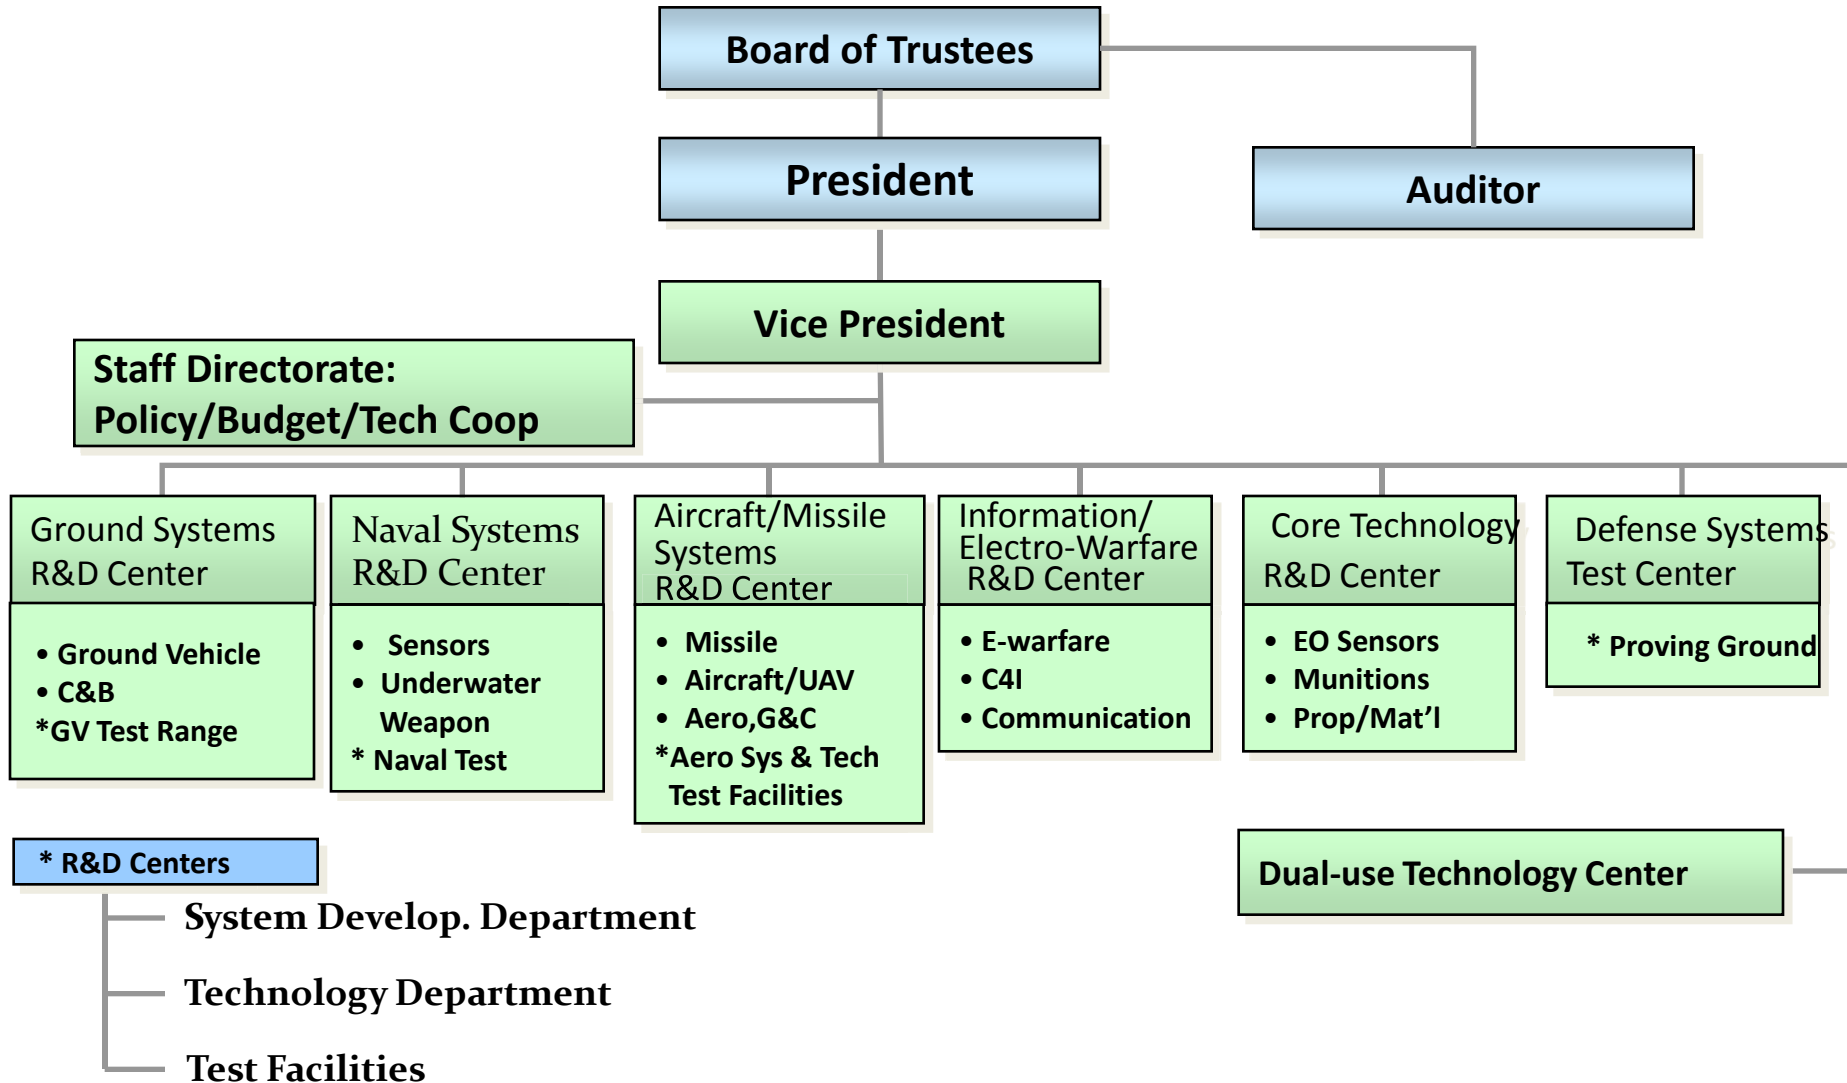 Board of Trustees
President
Auditor
Vice President
Staff Directorate:
Policy/Budget/Tech Coop
Ground Systems
R&D Center
• Ground Vehicle
• C&B
*GV Test Range
Naval Systems
R&D Center
• Sensors
• Underwater
Weapon
* Naval Test
Aircraft/Missile
Systems
R&D Center
• Missile
• Aircraft/UAV
• Aero,G&C
*Aero Sys & Tech
Test Facilities
Information/
Electro-Warfare
R&D Center
• E-warfare
• C4I
• Communication
Core Technology
R&D Center
• EO Sensors
• Munitions
• Prop/Mat’l
Defense Systems
Test Center
* Proving Ground
Dual-use Technology Center
* R&D Centers
System Develop. Department
Technology Department
Test Facilities